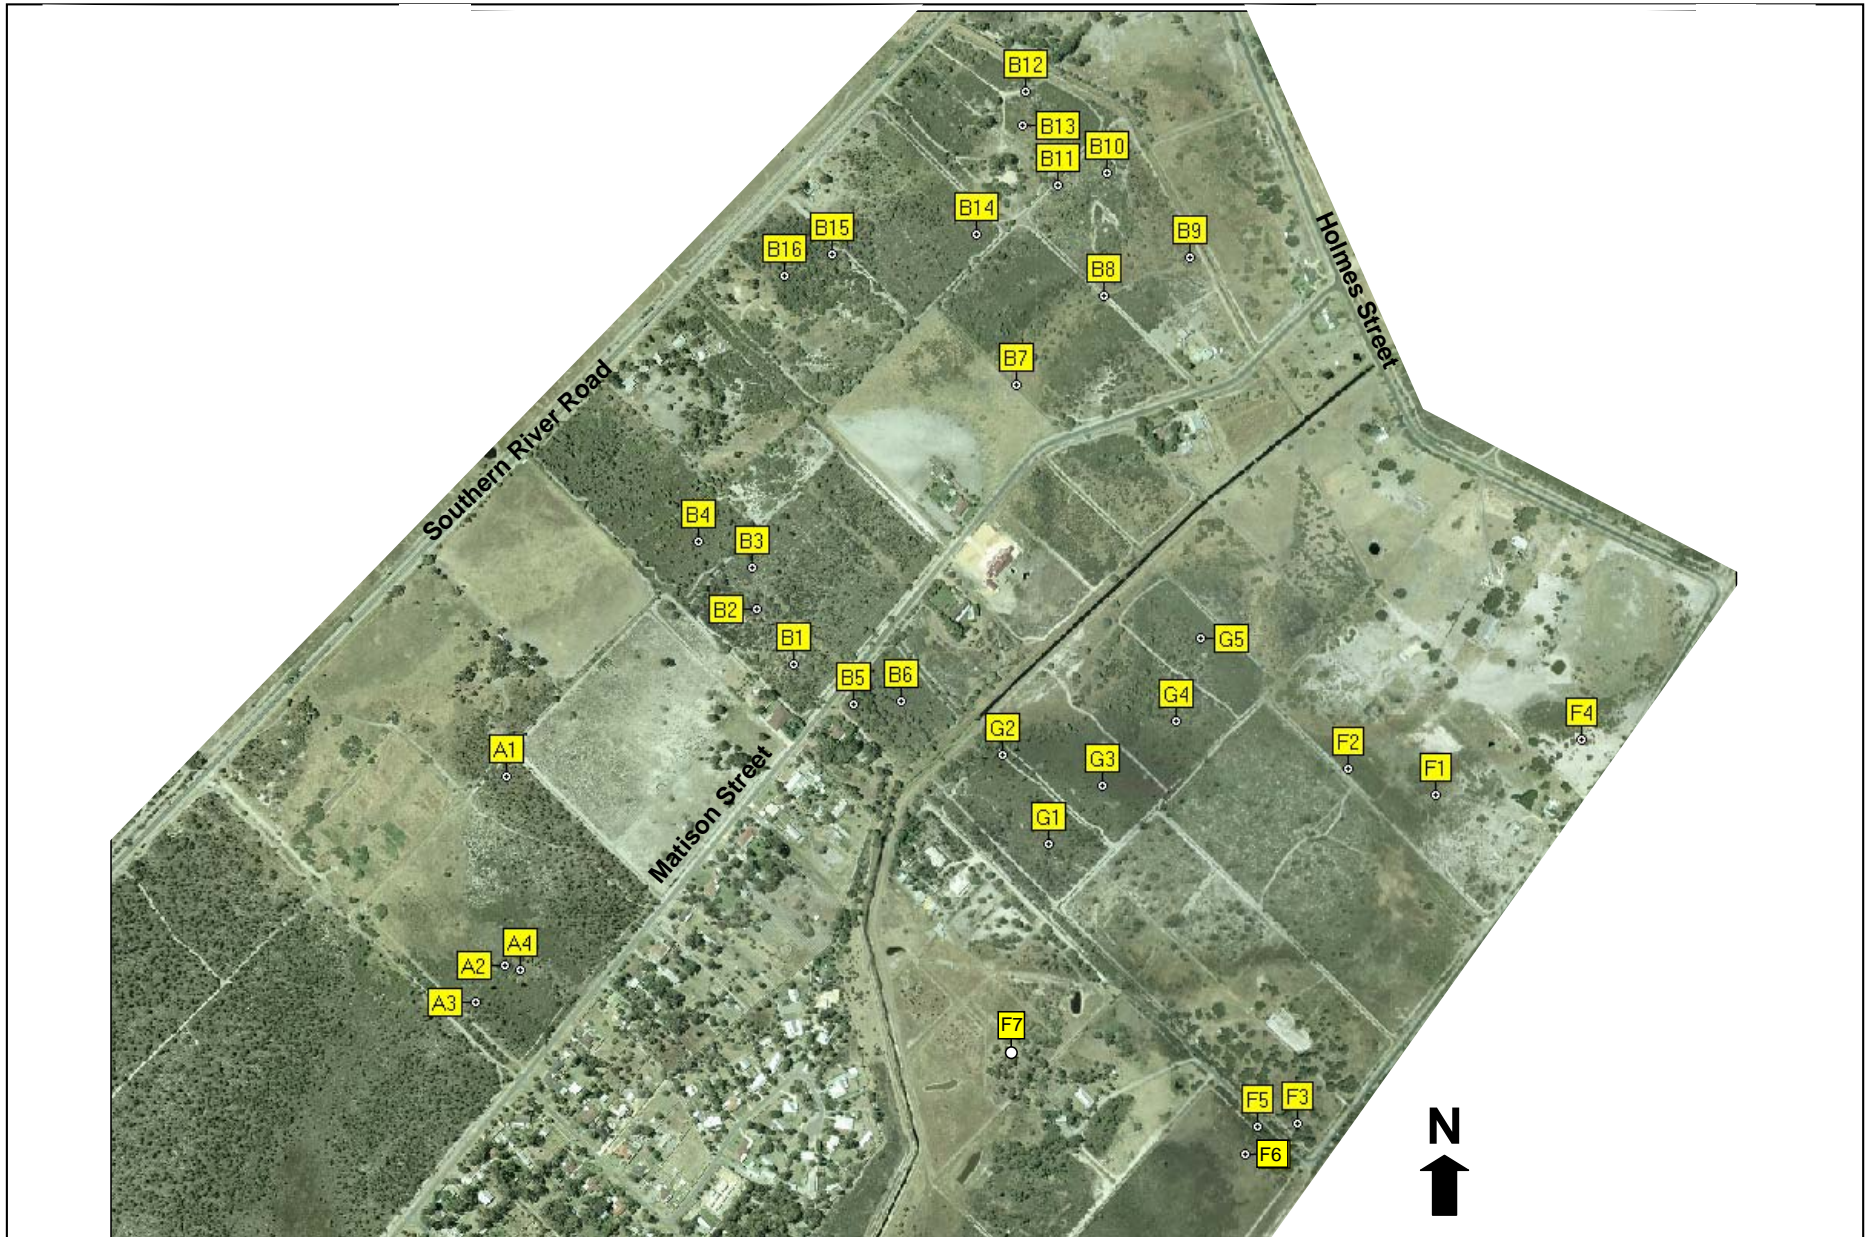 B12
B13
B10
B11
B14
B15
B9
B16
B8
Holmes Street
B7
Southern River Road
B4
B3
B2
B1
G5
B5
B6
G4
F4
G2
F2
A1
G3
F1
Matison Street
G1
A4
A2
A3
F7
F5
F3
N
F6